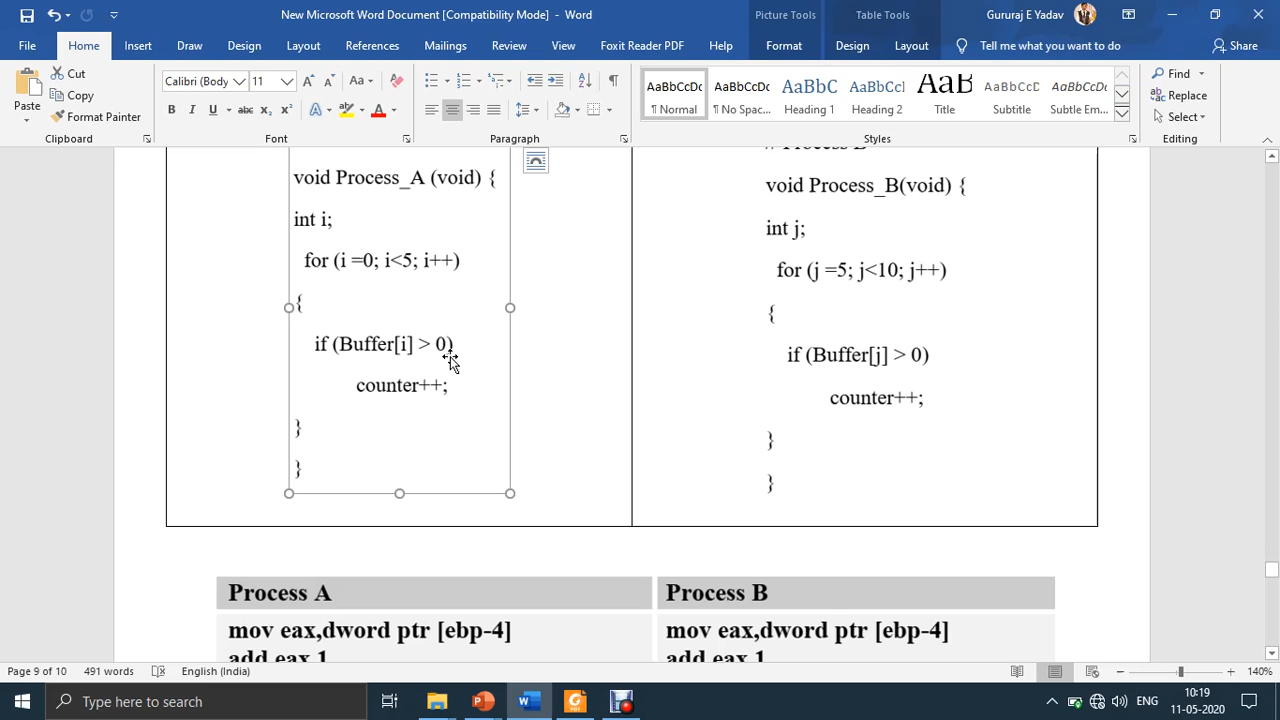 New Microsoft Word Document [Compatibility Mode] - Word
Picture Tools
Table Tools
Gururaj E Yadav
File Home Insert Draw Design Layout References Mailings Review View Foxit Reader PDF Help Format Design Layout Tell me what you want to do Share
Paste
Cut
Copy
Format Painter
Clipboard
Calibri (Body 11
Font
Paragraph
AaBbCcDc AaBbCcDc AaBbC AaBbCcI AaB AaBbCcD AaBbCcDc
¶ Normal ¶ No Spac... Heading 1 Heading 2 Title Subtitle Subtle Em...
Styles
Find
Replace
Select
Editing
void Process_A (void) {
int i;
for (i =0; i<5; i++)
{
if (Buffer[i] > 0)
counter++;
}
}
void Process_B(void) {
int j;
for (j =5; j<10; j++)
{
if (Buffer[j] > 0)
counter++;
}
}
Process A
Process B
mov eax,dword ptr [ebp-4]
add eax,1
mov eax,dword ptr [ebp-4]
add eax,1
Page 9 of 10 491 words English (India) 140%
Type here to search
ENG
10:19
11-05-2020